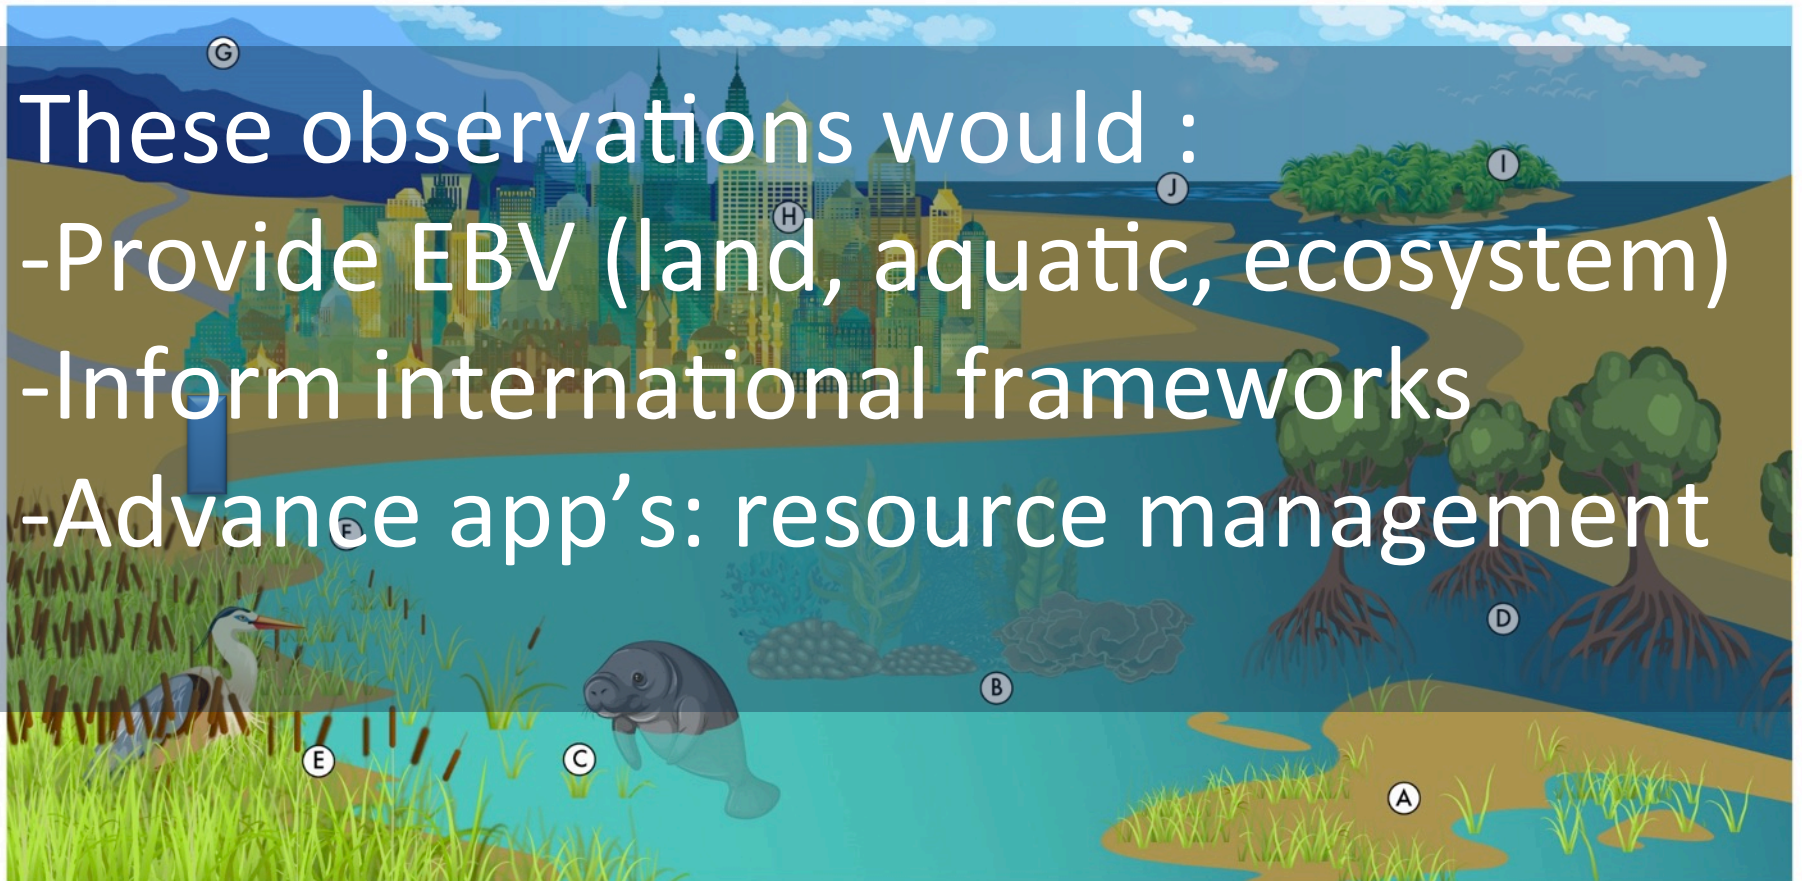 G
These observations would :
I
J
H
-Provide EBV (land, aquatic, ecosystem)
-Inform international frameworks
-Advance app's: resource management
F
D
B
E
C
A